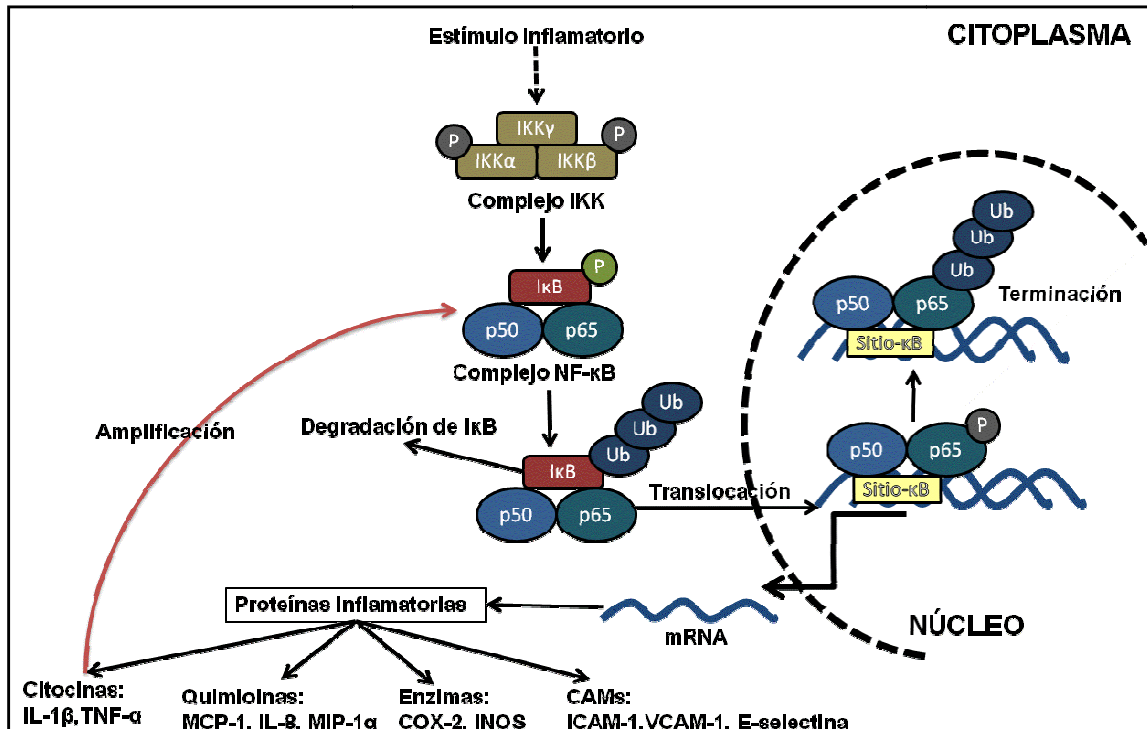 CITOPLASMA
Estímulo inflamatorio
IKKγ
P
P
IKKα
IKKβ
Complejo IKK
P
IκB
p50
p65
Complejo NF-κB
Amplificación
Degradación de IκB
Ub
Ub
Ub
IκB
p50
p65
Translocación
Ub
Ub
Ub
p50
p65
Sitio-κB
Terminación
P
p50
p65
Sitio-κB
NÚCLEO
mRNA
Proteínas inflamatorias
Citocinas:
IL-1β, TNF-α
Quimioinas:
MCP-1, IL-8, MIP-1α
Enzimas:
COX-2, iNOS
CAMs:
ICAM-1, VCAM-1, E-selectina